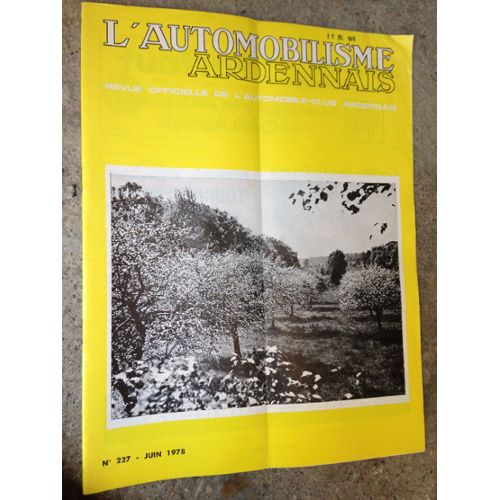 L'AUTOMOBILISME
ARDENNAIS
REVUE OFFICIELLE DE L'AUTOMOBILE-CLUB ARDENNAIS
N° 227 - JUIN 1978